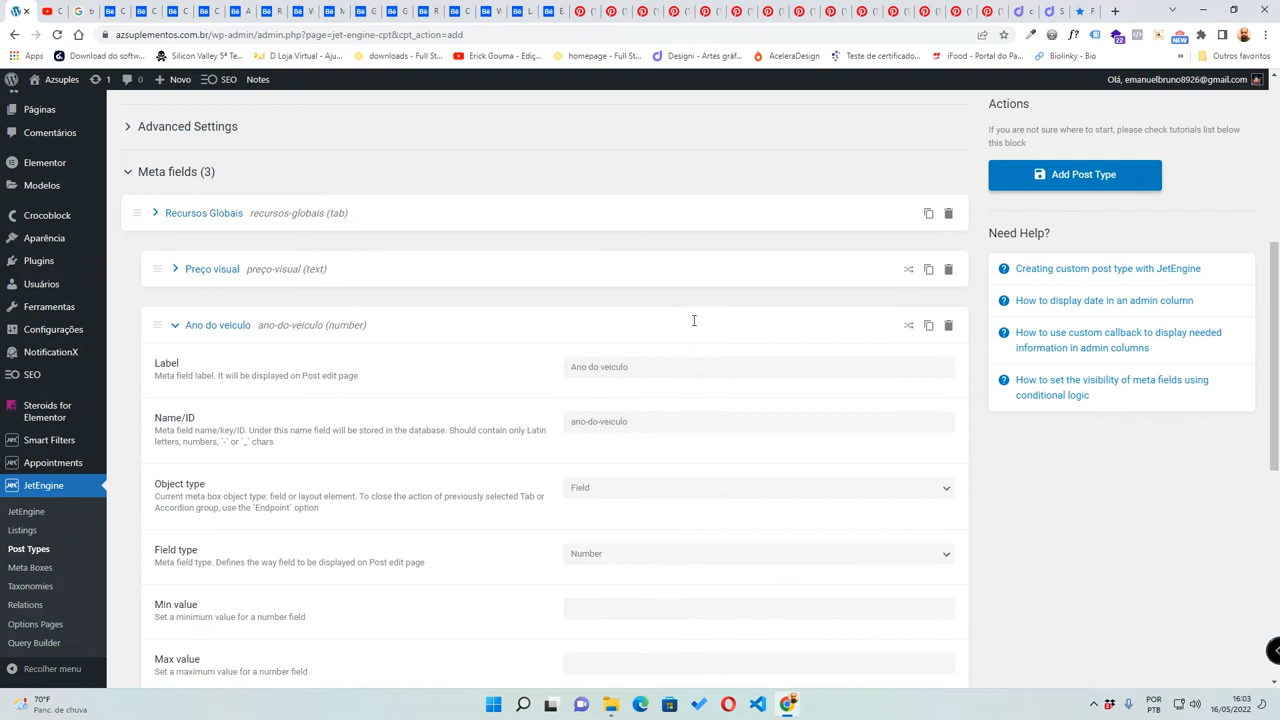 azsuplementos.com.br/wp-admin/admin.php?page=jet-engine-cpt&cpt_action=add
22
NEW
Download do softwar...
Silicon Valley 5ª Te...
D Loja Virtual - Aju...
downloads - Full St...
Erick Gouma - Ediç...
homepage - Full St...
Designi - Artes gráf...
AceleraDesign
Teste de certificado...
iFood - Portal do Pa...
Biolinky - Bio
»
Outros favoritos
Azsuples
1
0
+ Novo
SEO
Notes
Olá, emanuelbruno8926@gmail.com
Páginas
Comentários
Elementor
Modelos
Crocoblock
Aparência
Plugins
Usuários
Ferramentas
Configurações
NotificationX
SEO
Steroids for
Elementor
Smart Filters
Appointments
JetEngine
JetEngine
Listings
Post Types
Meta Boxes
Taxonomies
Relations
Options Pages
Query Builder
Recolher menu
Advanced Settings
Meta fields (3)
Recursos Globais recursos-globais (tab)
Preço visual preço-visual (text)
Ano do veiculo ano-do-veiculo (number)
Label
Meta field label. It will be displayed on Post edit page
Ano do veiculo
Name/ID
Meta field name/key/ID. Under this name field will be stored in the database. Should contain only Latin
letters, numbers, `-` or `_` chars
ano-do-veiculo
Object type
Current meta box object type: field or layout element. To close the action of previously selected Tab or
Accordion group, use the `Endpoint` option
Field
Field type
Meta field type. Defines the way field to be displayed on Post edit page
Number
Min value
Set a minimum value for a number field
Max value
Set a maximum value for a number field
Actions
If you are not sure where to start, please check tutorials list below
this block
Add Post Type
Need Help?
Creating custom post type with JetEngine
How to display date in an admin column
How to use custom callback to display needed
information in admin columns
How to set the visibility of meta fields using
conditional logic
70°F
Panc. de chuva
POR
PTB
16:03
16/05/2022